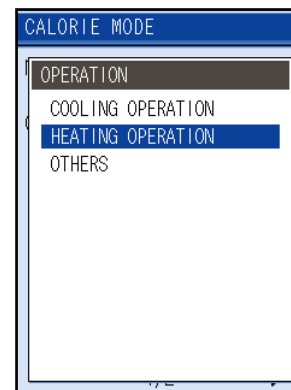 CALORIE MODE
OPERATION
COOLING OPERATION
HEATING OPERATION
OTHERS